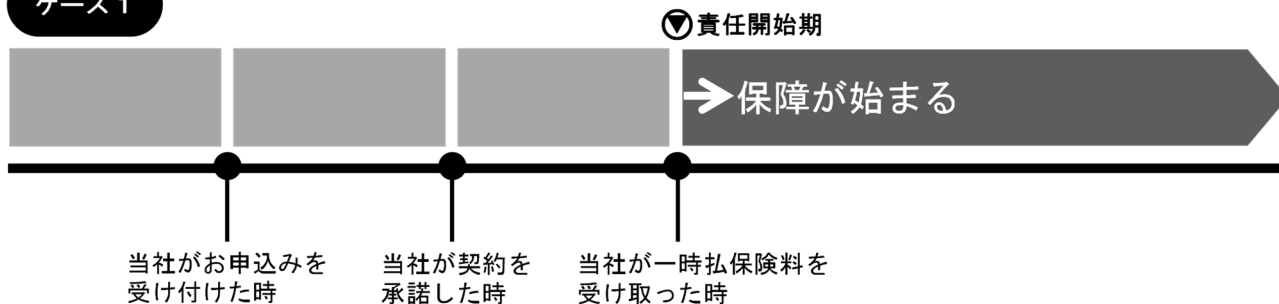 ケース1
責任開始期
保障が始まる
当社がお申込みを
受け付けた時
当社が契約を
承諾した時
当社が一時払保険料を
受け取った時